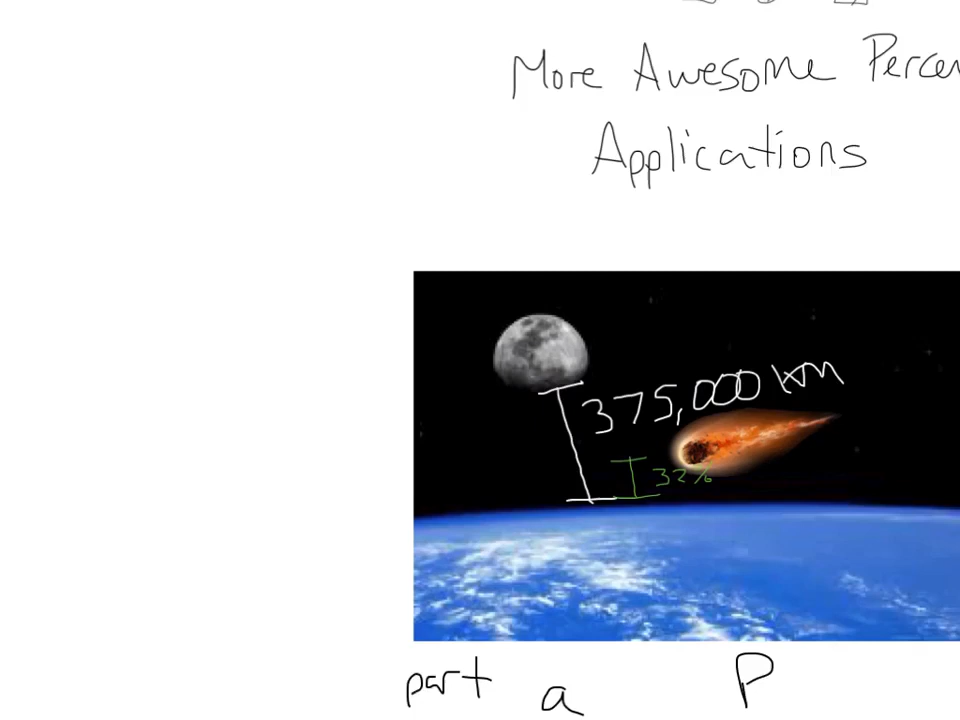 More Awesome Percen
Applications
375,000 km
32%
part a P